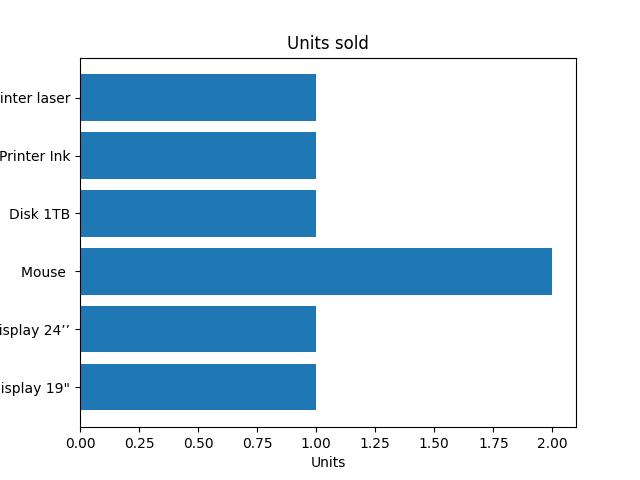 Units sold
inter laser
Printer Ink
Disk 1TB
Mouse
isplay 24’’
isplay 19"
0.00 0.25 0.50 0.75 1.00 1.25 1.50 1.75 2.00
Units